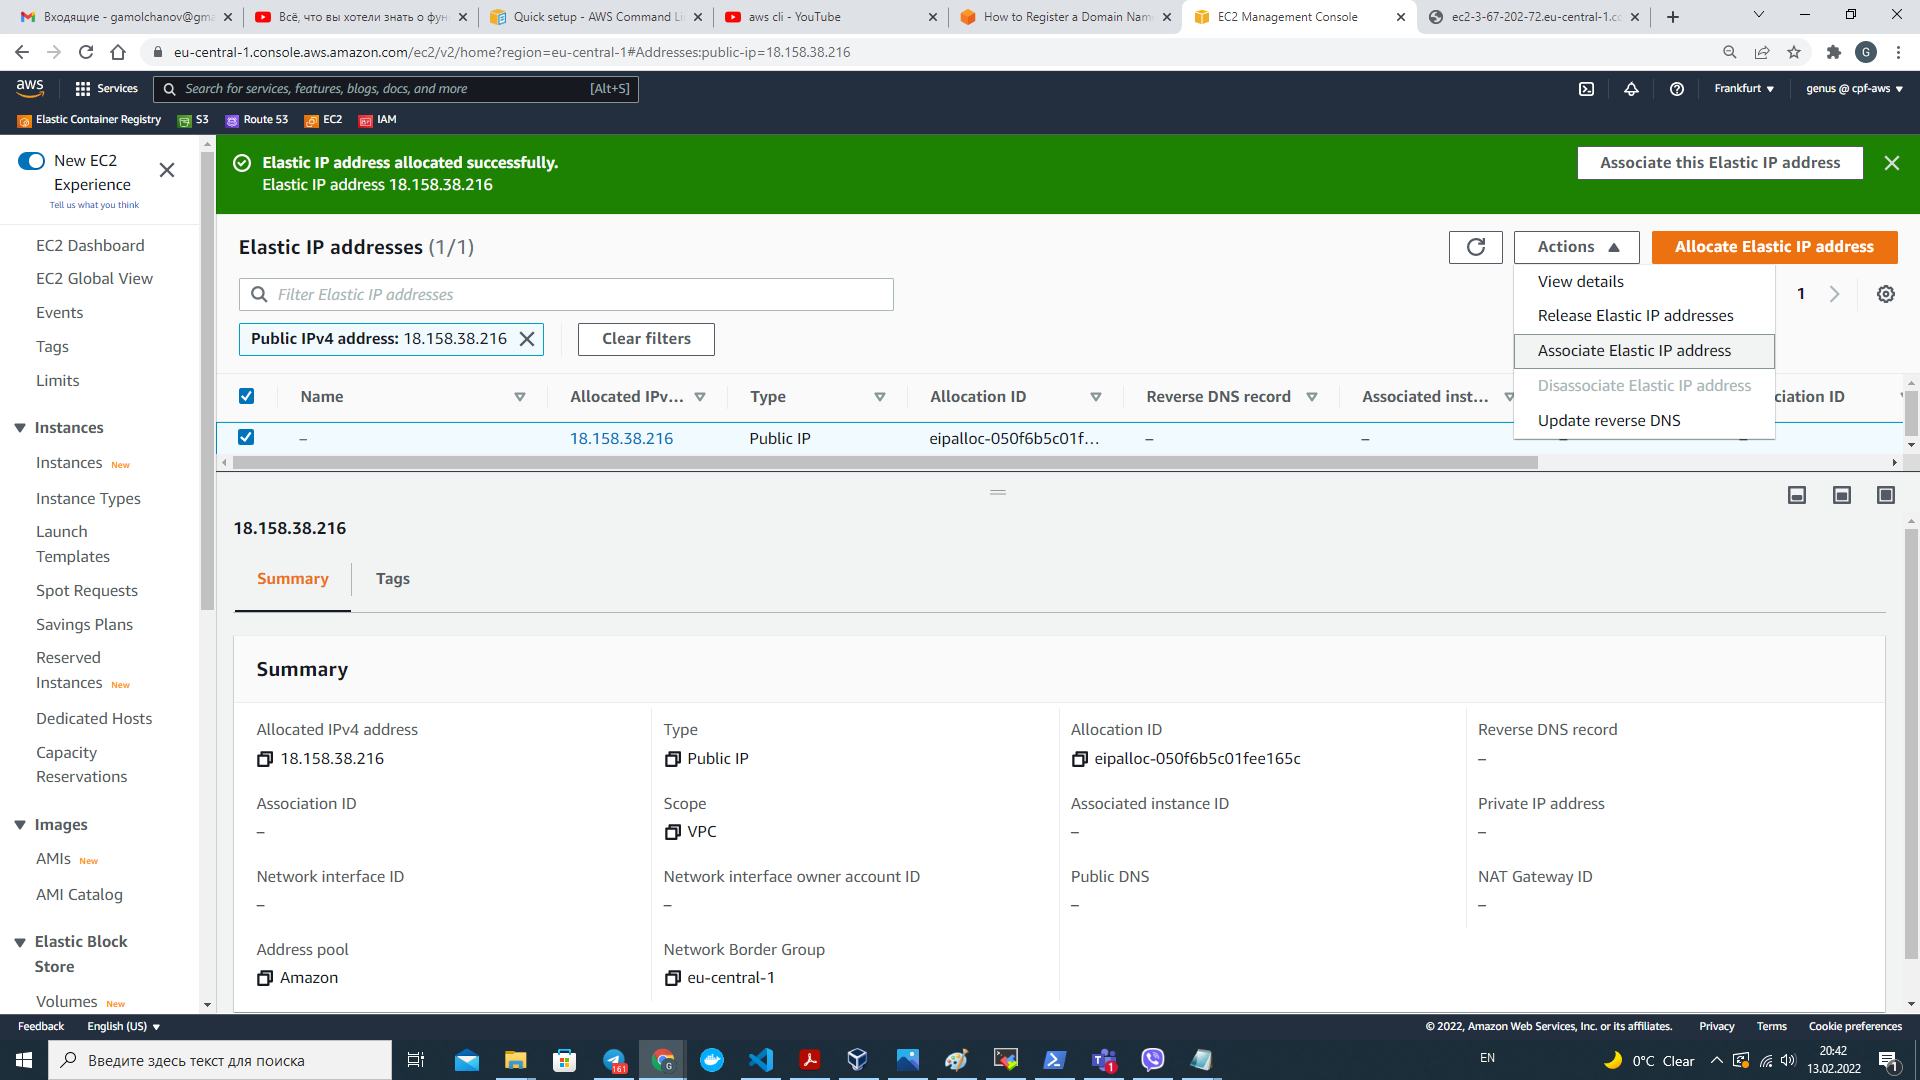 Входящие - gamolchanov@gma
Всё, что вы хотели знать о фун
Quick setup - AWS Command Li
aws cli - YouTube
How to Register a Domain Nam
EC2 Management Console
ec2-3-67-202-72.eu-central-1.co
eu-central-1.console.aws.amazon.com/ec2/v2/home?region=eu-central-1#Addresses:public-ip=18.158.38.216
G
aws
Services
Search for services, features, blogs, docs, and more
[Alt+S]
Frankfurt
genus @ cpf-aws
Elastic Container Registry
S3
Route 53
EC2
IAM
New EC2
Experience
Tell us what you think
EC2 Dashboard
EC2 Global View
Events
Tags
Limits
Instances
Instances New
Instance Types
Launch
Templates
Spot Requests
Savings Plans
Reserved
Instances New
Dedicated Hosts
Capacity
Reservations
Images
AMIs New
AMI Catalog
Elastic Block
Store
Volumes New
Elastic IP address allocated successfully.
Elastic IP address 18.158.38.216
Associate this Elastic IP address
Elastic IP addresses (1/1)
Actions
Allocate Elastic IP address
Filter Elastic IP addresses
1
Public IPv4 address: 18.158.38.216
Clear filters
View details
Release Elastic IP addresses
Associate Elastic IP address
Disassociate Elastic IP address
Update reverse DNS
Name
Allocated IPv...
Type
Allocation ID
Reverse DNS record
Associated inst...
ciation ID
–
18.158.38.216
Public IP
eipalloc-050f6b5c01f...
–
–
–
–
18.158.38.216
Summary
Tags
Summary
Allocated IPv4 address
18.158.38.216
Type
Public IP
Allocation ID
eipalloc-050f6b5c01fee165c
Reverse DNS record
–
Association ID
–
Scope
VPC
Associated instance ID
–
Private IP address
–
Network interface ID
–
Network interface owner account ID
–
Public DNS
–
NAT Gateway ID
–
Address pool
Amazon
Network Border Group
eu-central-1
Feedback
English (US)
© 2022, Amazon Web Services, Inc. or its affiliates.
Privacy
Terms
Cookie preferences
Введите здесь текст для поиска
161
G
1
EN
0°C Clear
20:42
13.02.2022
1